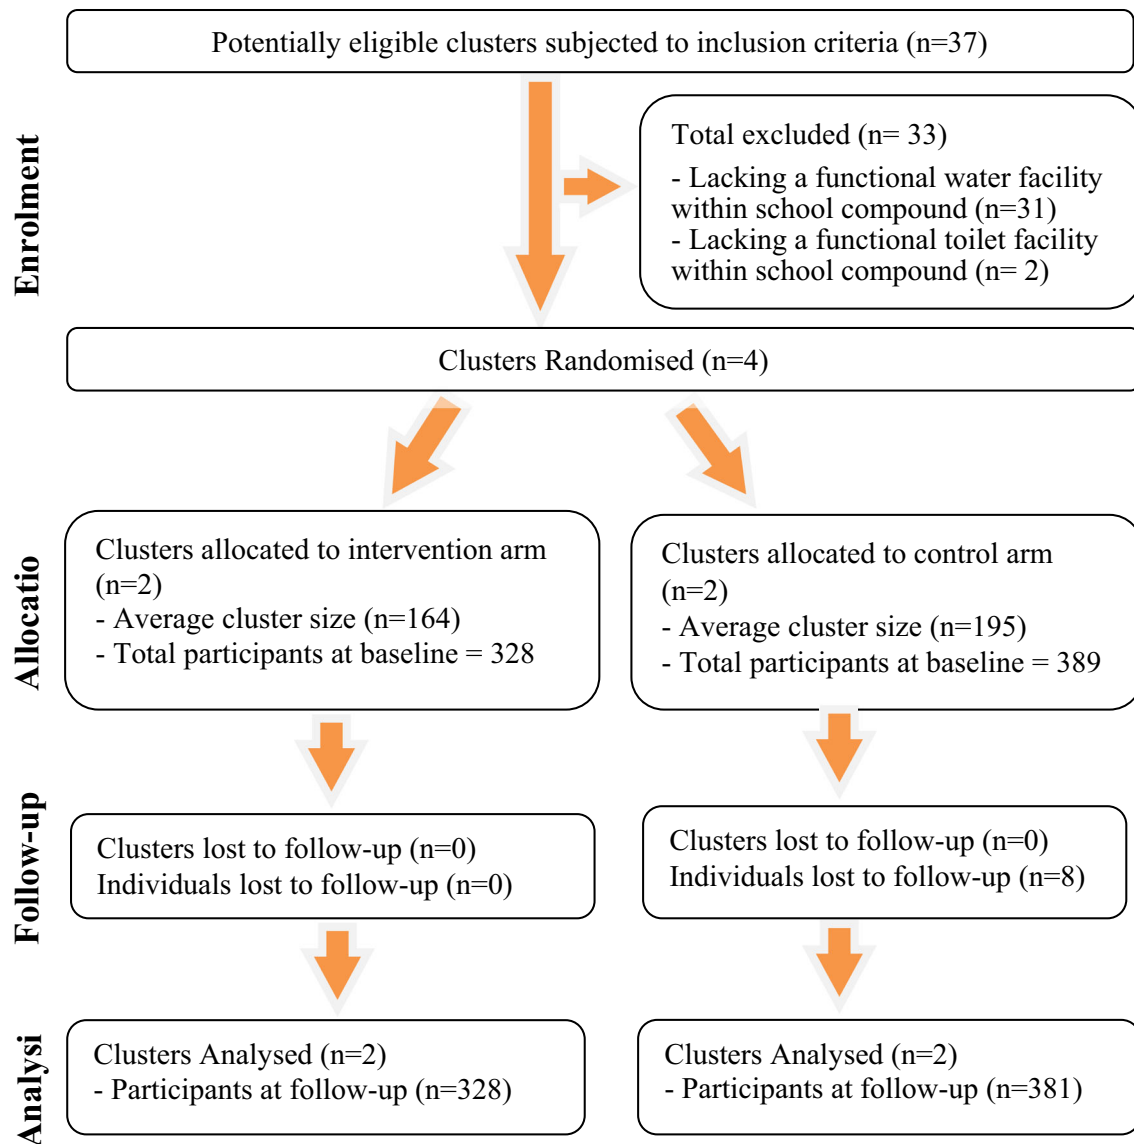 Potentially eligible clusters subjected to inclusion criteria (n=37)
Enrolment
Total excluded (n= 33)
- Lacking a functional water facility
within school compound (n=31)
- Lacking a functional toilet facility
within school compound (n= 2)
Clusters Randomised (n=4)
Allocatio
Clusters allocated to intervention arm
(n=2)
- Average cluster size (n=164)
- Total participants at baseline = 328
Clusters allocated to control arm
(n=2)
- Average cluster size (n=195)
- Total participants at baseline = 389
Follow-up
Clusters lost to follow-up (n=0)
Individuals lost to follow-up (n=0)
Clusters lost to follow-up (n=0)
Individuals lost to follow-up (n=8)
Analysi
Clusters Analysed (n=2)
- Participants at follow-up (n=328)
Clusters Analysed (n=2)
- Participants at follow-up (n=381)